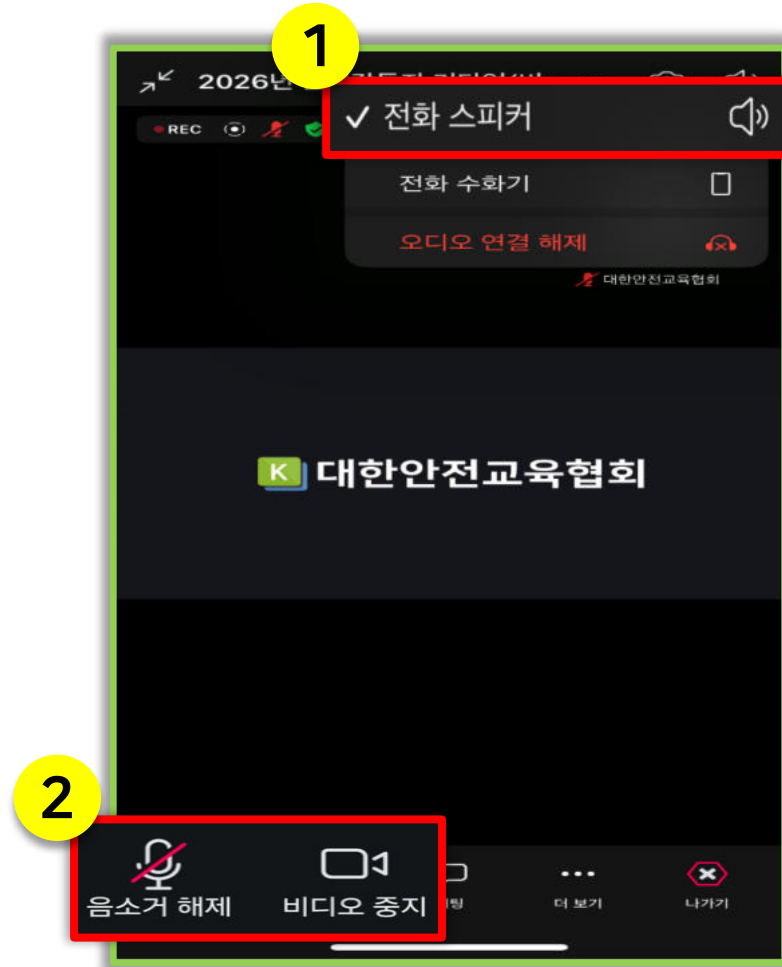 1
2026년
전화 스피커
REC
전화 수화기
오디오 연결 해제
대한안전교육협회
K 대한안전교육협회
2
음소거 해제 비디오 중지
더 보기 나가기